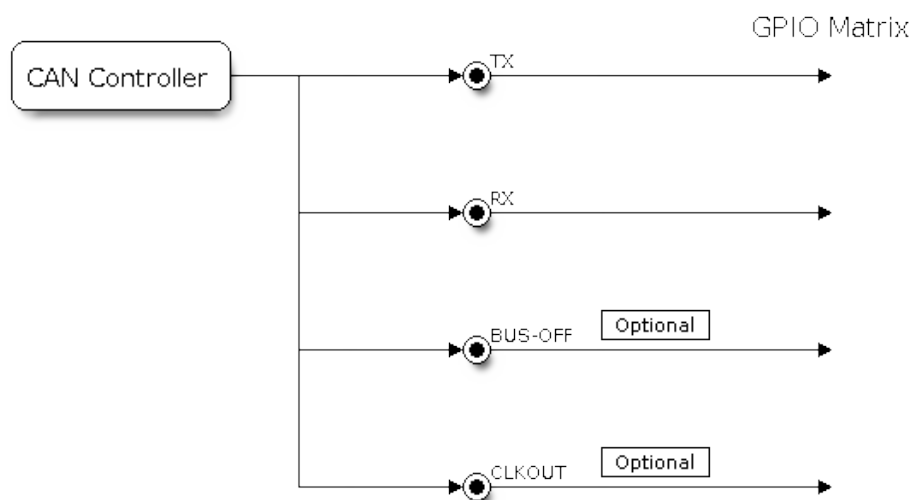 GPIO Matrix
CAN Controller
TX
RX
BUS-OFF
Optional
CLKOUT
Optional